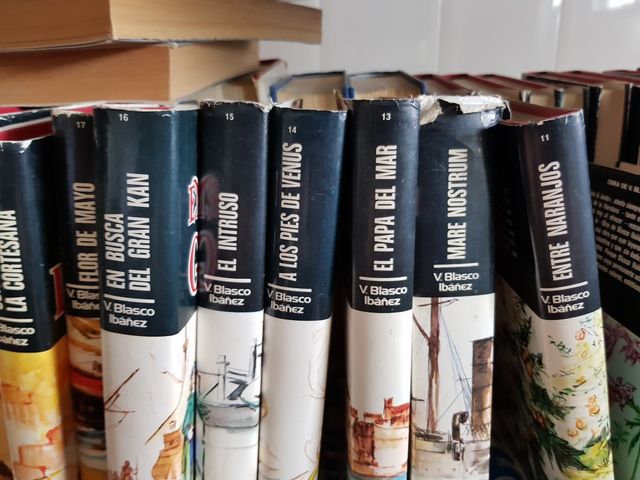 LA CORTESANA
V. Blasco
Ibáñez
17
FLOR DE MAYO
V. Blasco
Ibáñez
16
EN BUSCA
DEL GRAN KAN
V. Blasco
Ibáñez
15
EL INTRUSO
V. Blasco
Ibáñez
14
A LOS PIES DE VENUS
V. Blasco
Ibáñez
13
EL PAPA DEL MAR
V. Blasco
Ibáñez
MARE NOSTRUM
V. Blasco
Ibáñez
11
ENTRE NARANJOS
V. Blasco
Ibáñez